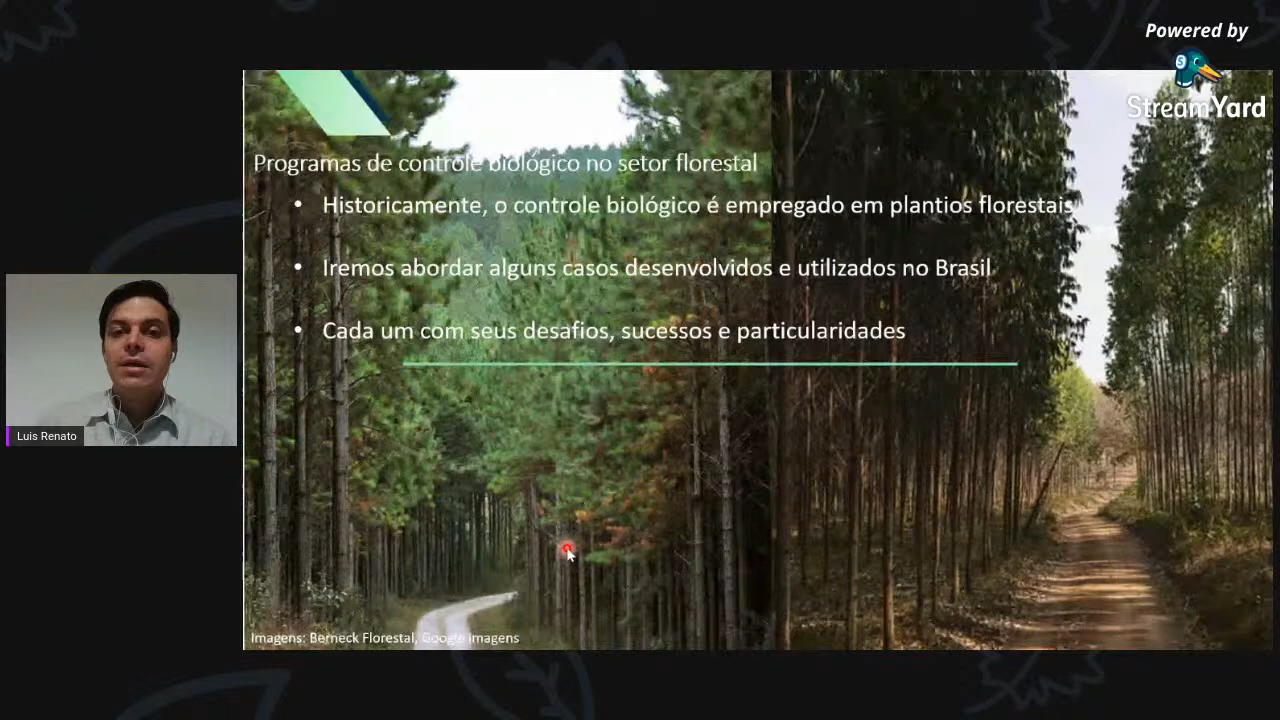 Powered by
StreamYard
Programas de controle biológico no setor florestal
• Historicamente, o controle biológico é empregado em plantios florestais
• Iremos abordar alguns casos desenvolvidos e utilizados no Brasil
• Cada um com seus desafios, sucessos e particularidades
Luis Renato
Imagens: Berneck Florestal, Google imagens